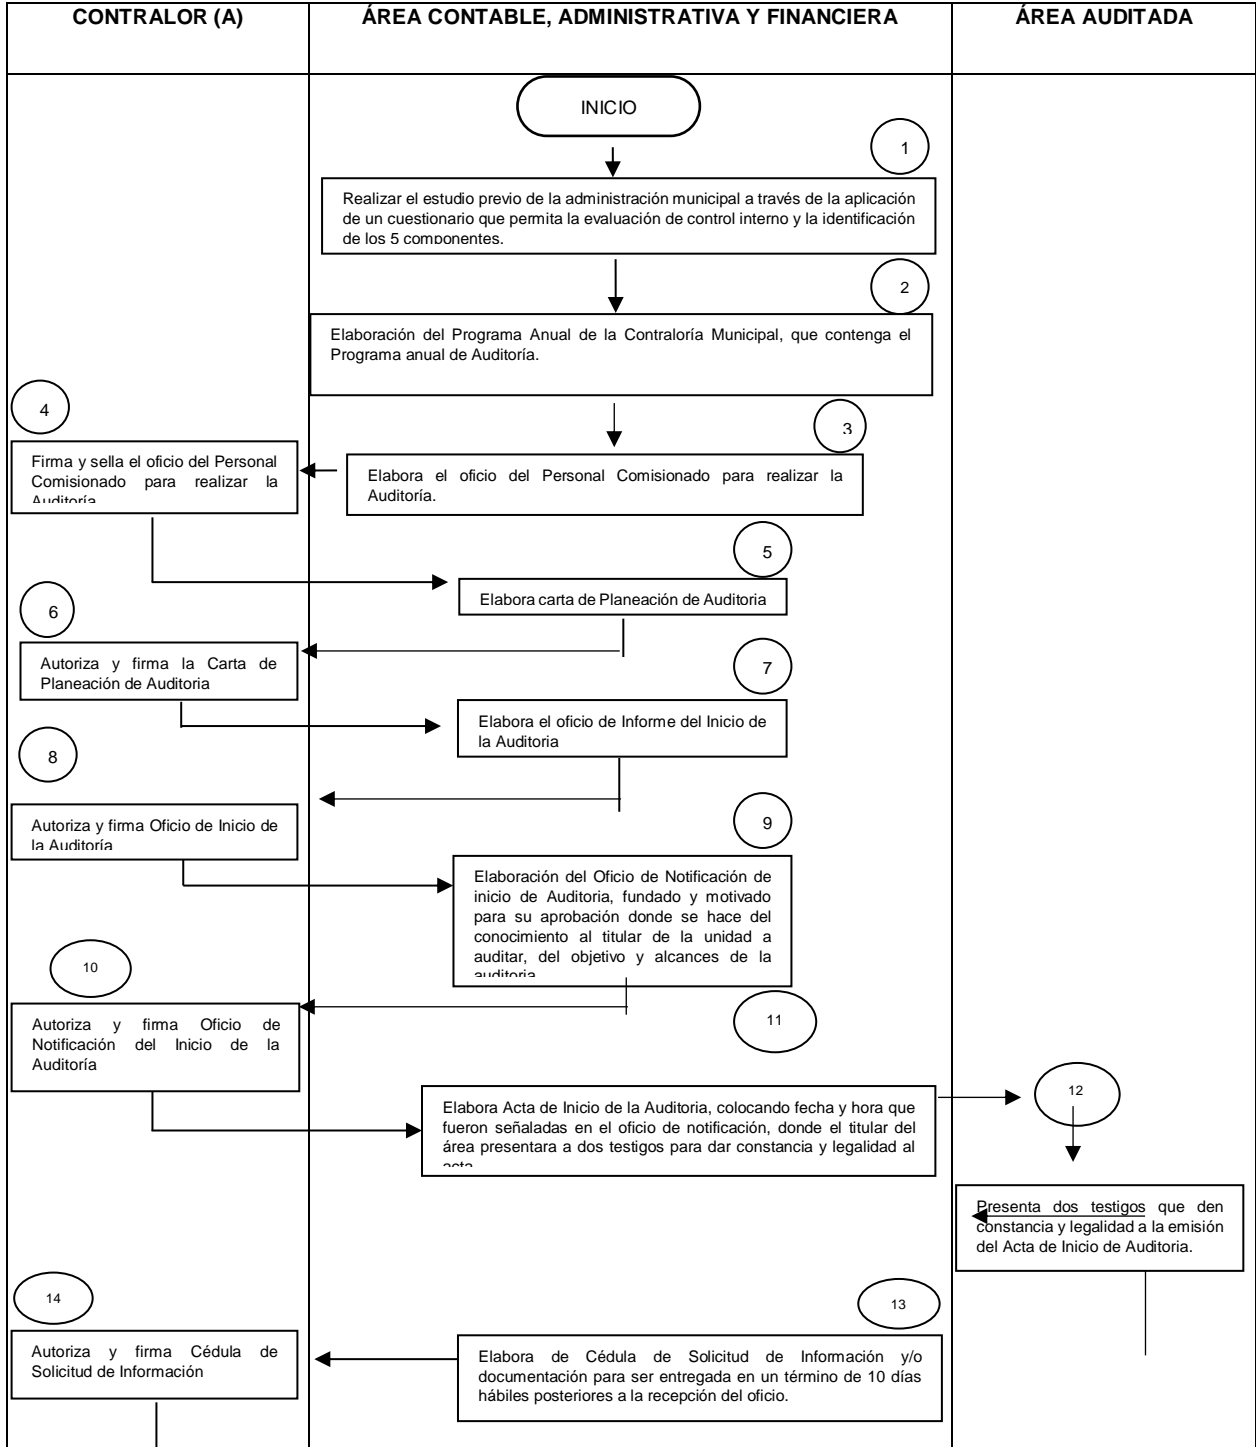 CONTRALOR (A)
ÁREA CONTABLE, ADMINISTRATIVA Y FINANCIERA
ÁREA AUDITADA
INICIO
1
Realizar el estudio previo de la administración municipal a través de la aplicación
de un cuestionario que permita la evaluación de control interno y la identificación
de los 5 componentes.
2
Elaboración del Programa Anual de la Contraloría Municipal, que contenga el
Programa anual de Auditoría.
3
Elabora el oficio del Personal Comisionado para realizar la
Auditoría.
4
Firma y sella el oficio del Personal
Comisionado para realizar la
Auditoría
5
Elabora carta de Planeación de Auditoria
6
Autoriza y firma la Carta de
Planeación de Auditoria
7
Elabora el oficio de Informe del Inicio de
la Auditoria
8
Autoriza y firma Oficio de Inicio de
la Auditoría
9
Elaboración del Oficio de Notificación de
inicio de Auditoria, fundado y motivado
para su aprobación donde se hace del
conocimiento al titular de la unidad a
auditar, del objetivo y alcances de la
auditoria
10
Autoriza y firma Oficio de
Notificación del Inicio de la
Auditoría
11
Elabora Acta de Inicio de la Auditoria, colocando fecha y hora que
fueron señaladas en el oficio de notificación, donde el titular del
área presentara a dos testigos para dar constancia y legalidad al
acta
12
Presenta dos testigos que den
constancia y legalidad a la emisión
del Acta de Inicio de Auditoria.
13
Elabora de Cédula de Solicitud de Información y/o
documentación para ser entregada en un término de 10 días
hábiles posteriores a la recepción del oficio.
14
Autoriza y firma Cédula de
Solicitud de Información